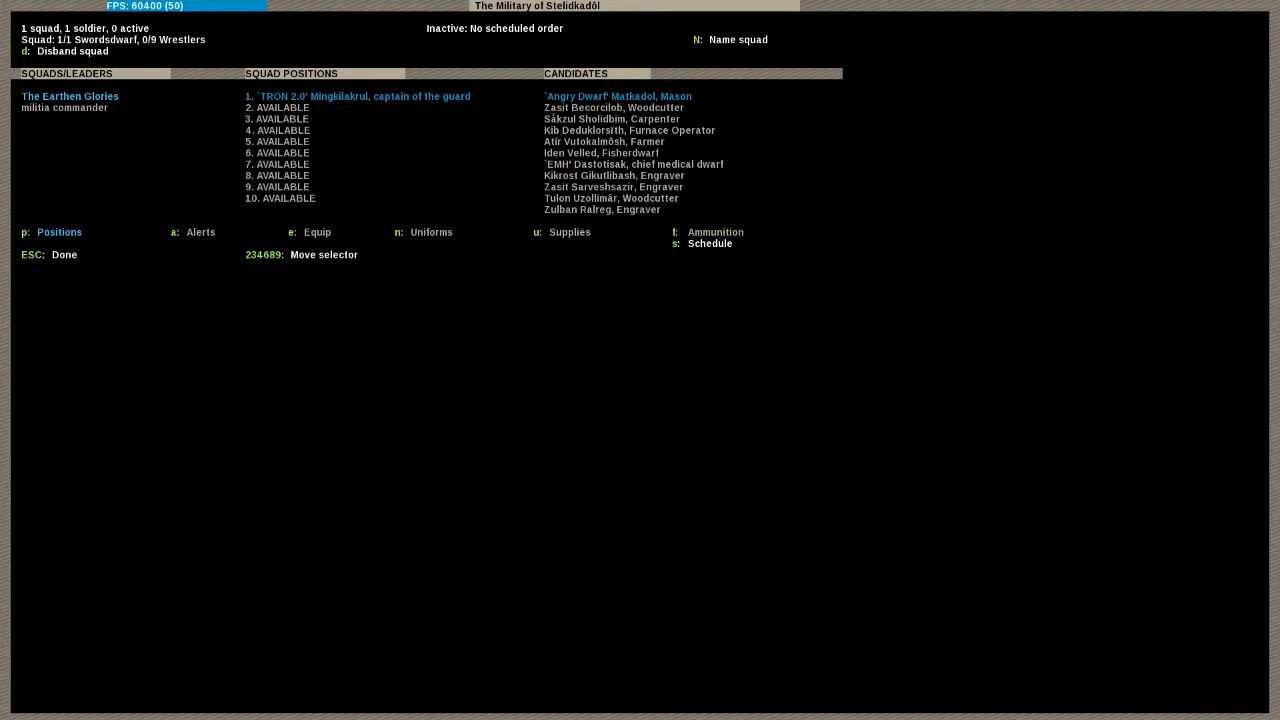 FPS: 60400 (50)
The Military of Stelidkadôl
1 squad, 1 soldier, 0 active
Inactive: No scheduled order
Squad: 1/1 Swordsdwarf, 0/9 Wrestlers
N: Name squad
d: Disband squad
SQUADS/LEADERS
SQUAD POSITIONS
CANDIDATES
The Earthen Glories
1. `TRON 2.0' Mingkilakrul, captain of the guard
`Angry Dwarf' Matkadol, Mason
militia commander
2. AVAILABLE
Zasit Becorcilob, Woodcutter
3. AVAILABLE
Såkzul Sholidbim, Carpenter
4. AVAILABLE
Kib Deduklorsïth, Furnace Operator
5. AVAILABLE
Atír Vutokalmôsh, Farmer
6. AVAILABLE
Iden Velled, Fisherdwarf
7. AVAILABLE
`EMH' Dastotisak, chief medical dwarf
8. AVAILABLE
Kikrost Gikutlibash, Engraver
9. AVAILABLE
Zasit Sarveshsazir, Engraver
10. AVAILABLE
Tulon Uzollimâr, Woodcutter
Zulban Ralreg, Engraver
p: Positions
a: Alerts
e: Equip
n: Uniforms
u: Supplies
f: Ammunition
s: Schedule
ESC: Done
234689: Move selector